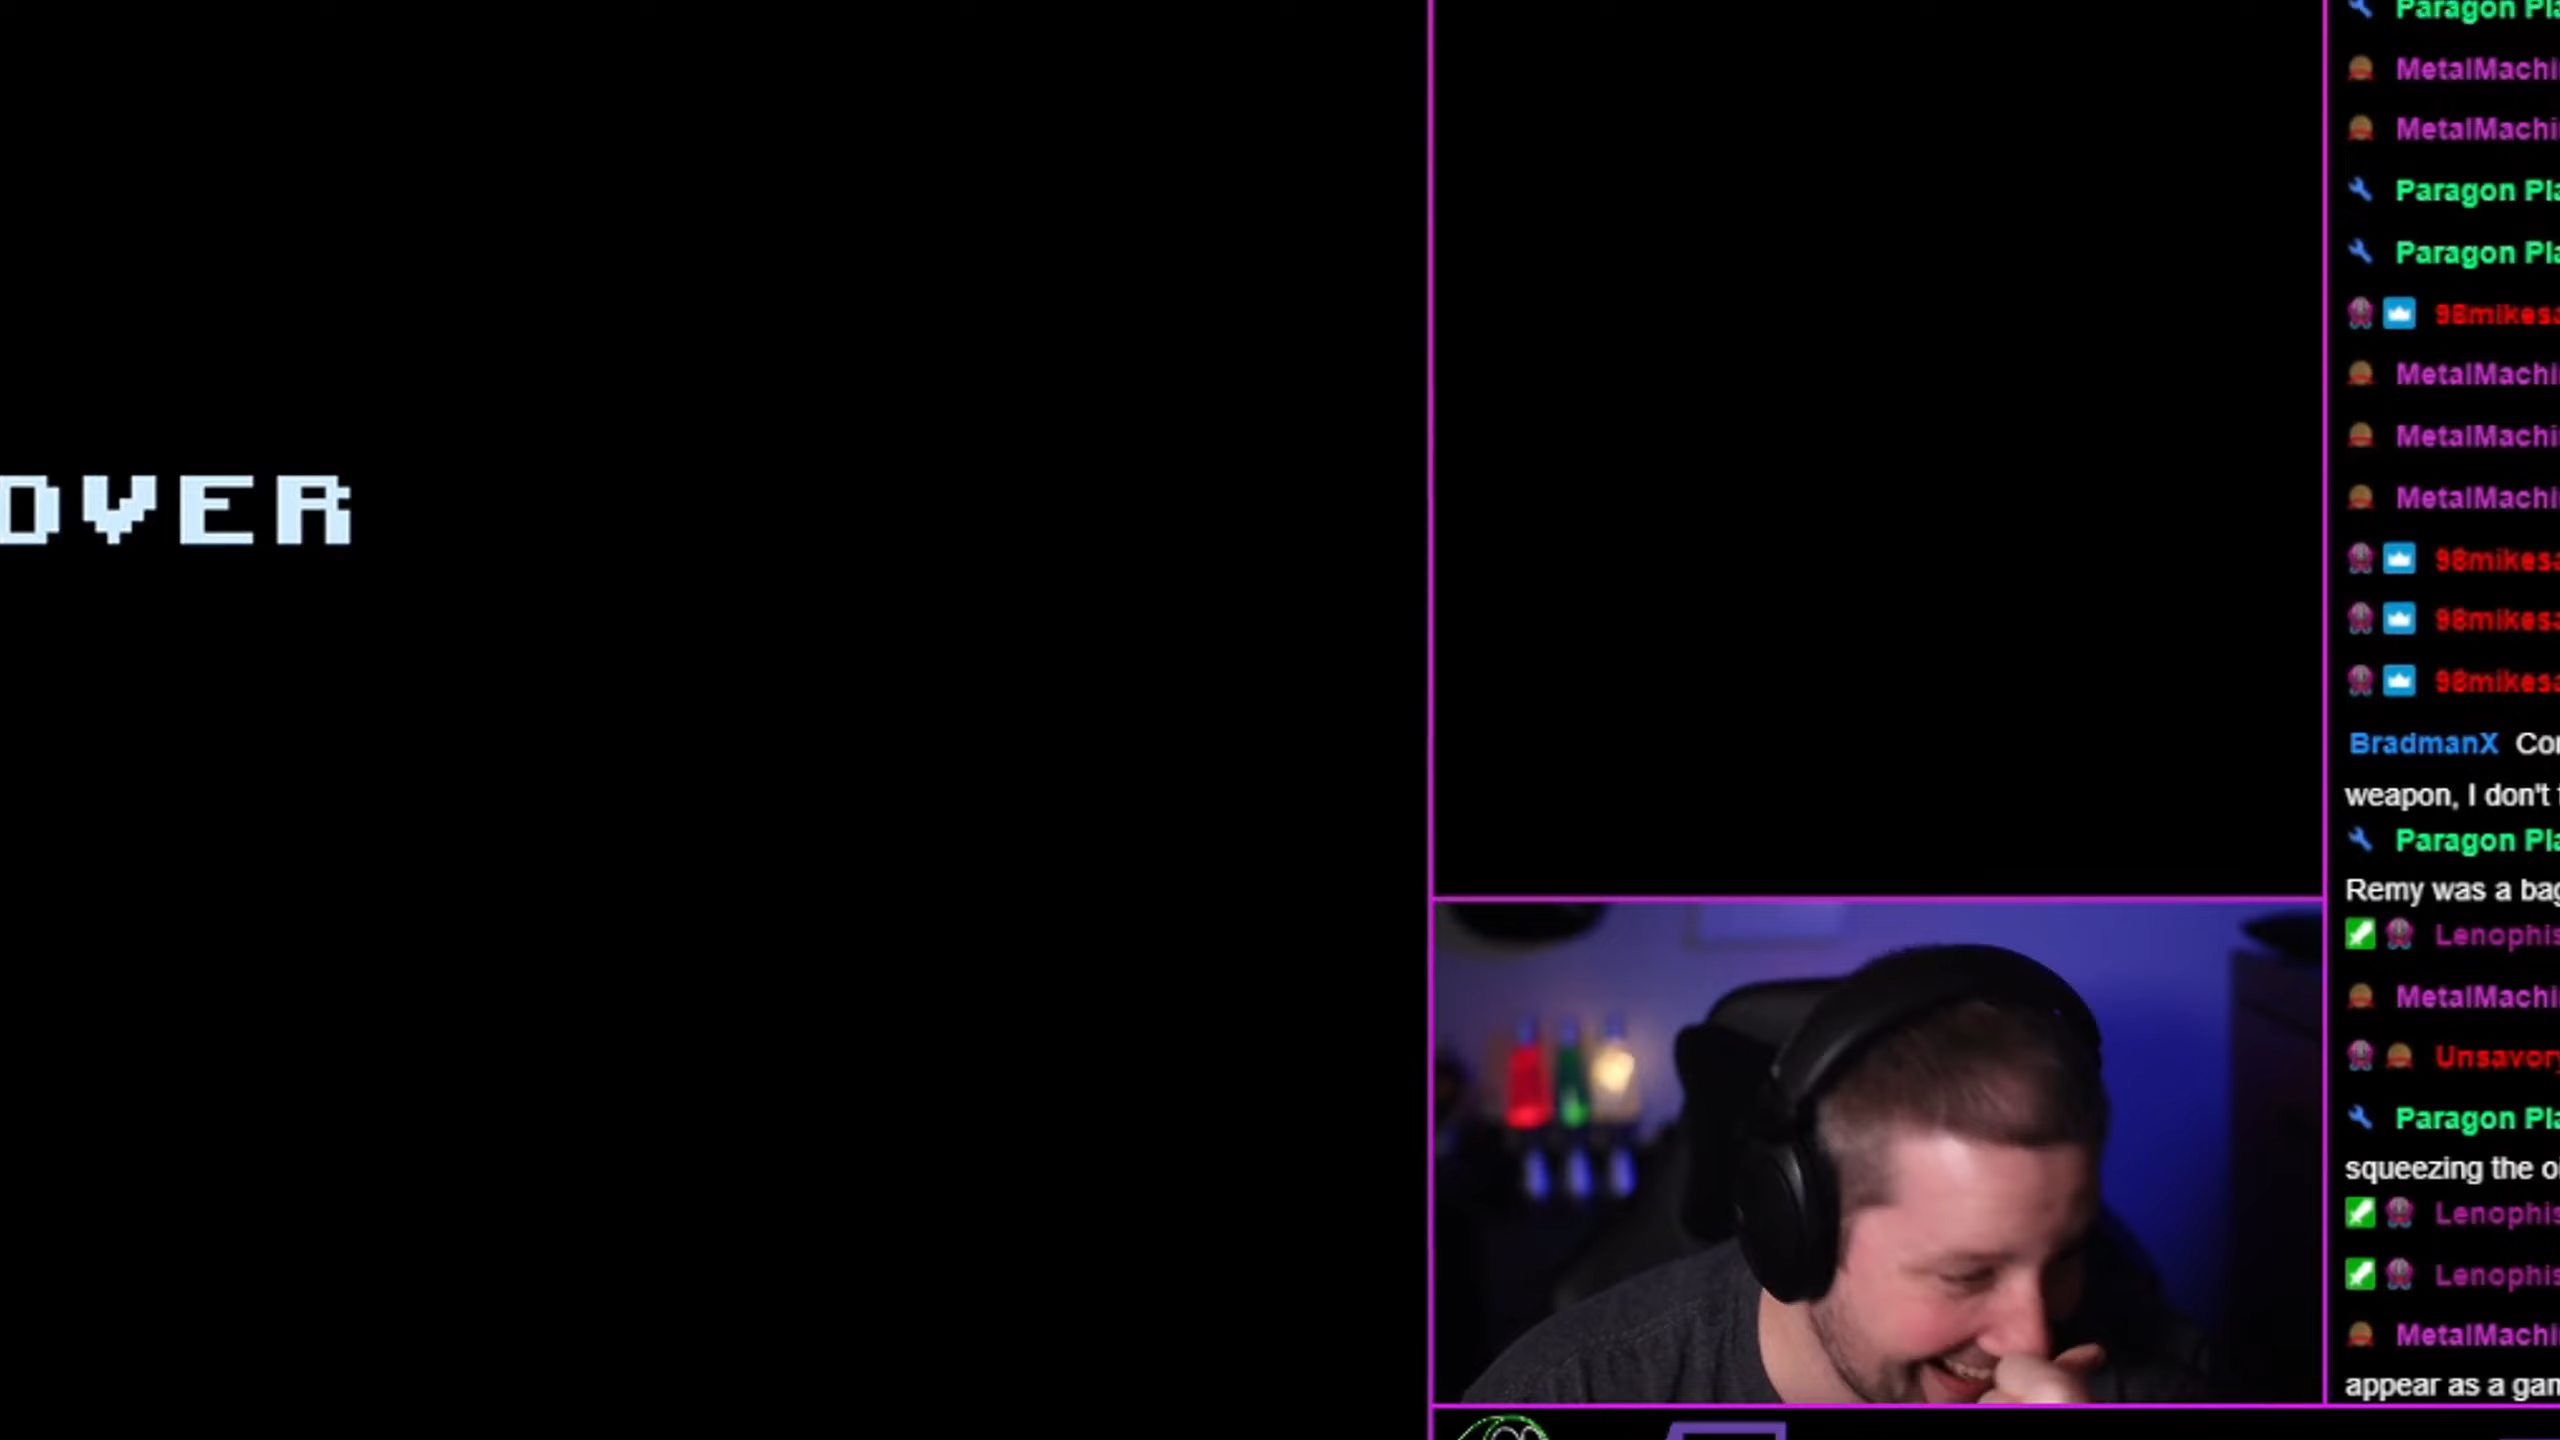 OVER
Paragon Pla
MetalMachi
MetalMachi
Paragon Pla
Paragon Pla
98mikesa
MetalMachi
MetalMachi
MetalMachi
98mikesa
98mikesa
98mikesa
BradmanX Cor
weapon, I don't
Paragon Pla
Remy was a bag
Lenophis
MetalMachi
Unsavory
Paragon Pla
squeezing the o
Lenophis
Lenophis
MetalMachi
appear as a gam